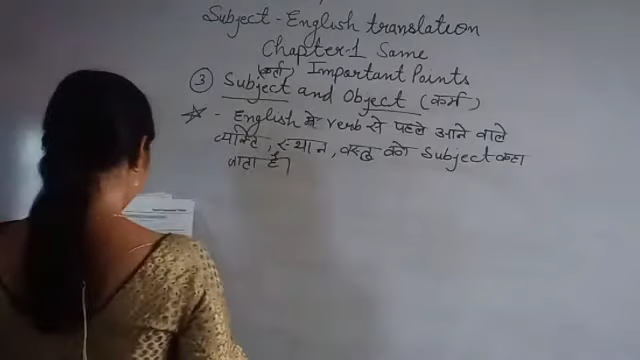 Subject - English translation
Chapter-1 Same
(कर्ता) Important Points
③ Subject and Object (कर्म)
☆ - English में verb से पहले आने वाले
व्यक्ति, स्थान, वस्तु को Subject कहा
जाता है।